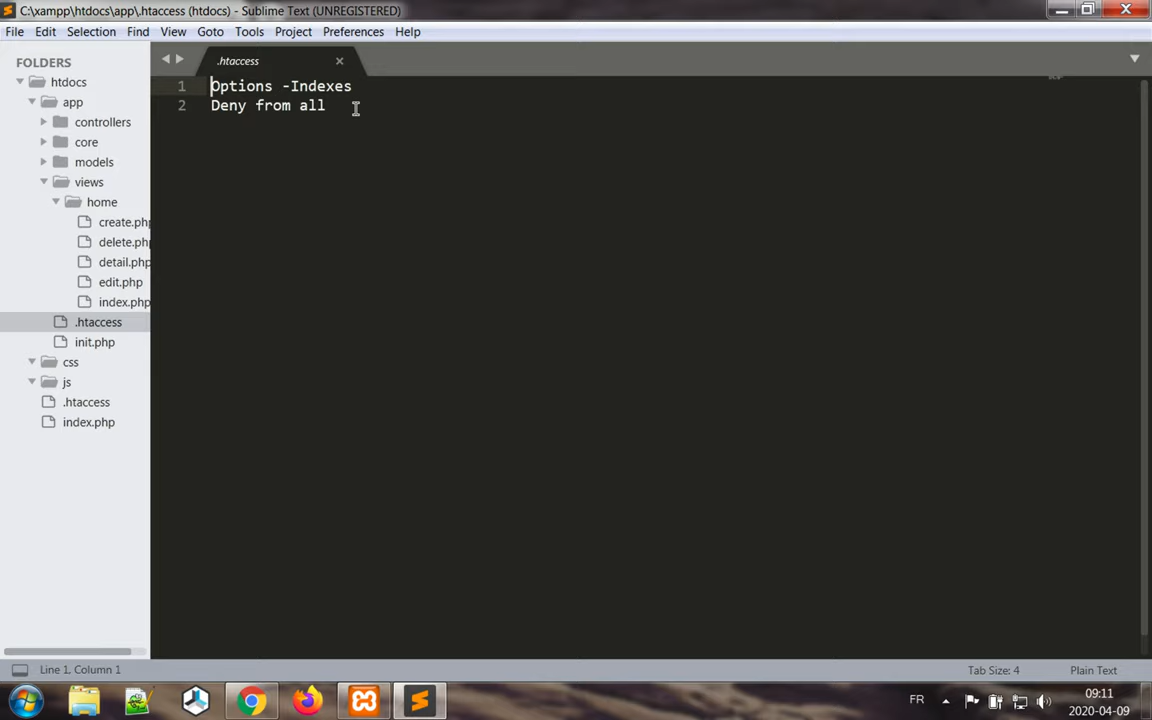 C:\xampp\htdocs\app\.htaccess (htdocs) - Sublime Text (UNREGISTERED)
File Edit Selection Find View Goto Tools Project Preferences Help
FOLDERS
htdocs
app
controllers
core
models
views
home
create.php
delete.php
detail.php
edit.php
index.php
.htaccess
init.php
css
js
.htaccess
index.php
.htaccess
1 Options -Indexes
2 Deny from all
Line 1, Column 1
Tab Size: 4
Plain Text
FR
09:11
2020-04-09